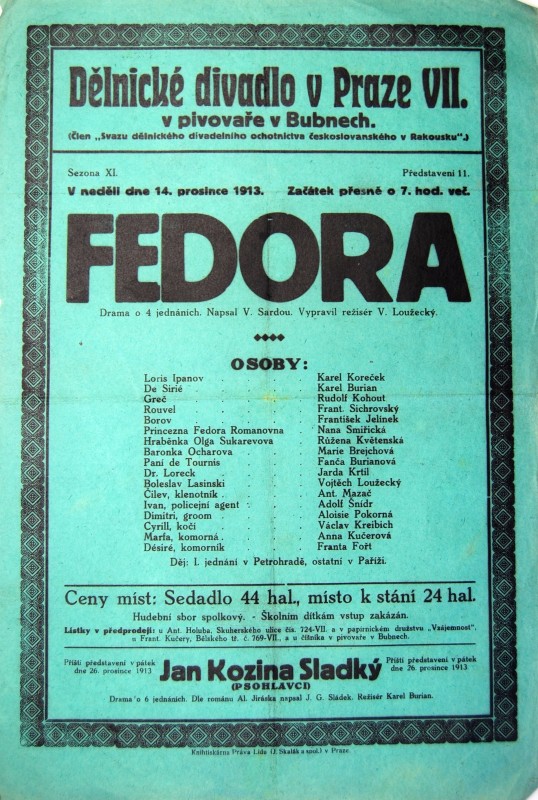 Dělnické divadlo v Praze VII.
v pivovaře v Bubnech.
(Člen „Svazu dělnického divadelního ochotnictva českoslovanského v Rakousku“.)
Sezona XI. Představení 11.
V neděli dne 14. prosince 1913. Začátek přesně o 7. hod. več.
FEDORA
Drama o 4 jednáních. Napsal V. Sardou. Vypravil režisér V. Loužecký.
OSOBY:
Loris Ipanov . . . . Karel Koreček
De Sirié . . . . Karel Burian
Greč . . . . Rudolf Kohout
Rouvel . . . . Frant. Sichrovský
Borov . . . . František Jelínek
Princezna Fedora Romanovna . Nana Smiřická
Hraběnka Olga Sukarevova . Růžena Květenská
Baronka Ocharova . . . Marie Brejchová
Paní de Tournis . . . Fanča Burianová
Dr. Loreck . . . . Jarda Krtil
Boleslav Lasinski . . . Vojtěch Loužecký
Čilev, klenotník . . . . Ant. Mazač
Ivan, policejní agent . . . Adolf Šnídr
Dimitri, groom . . . . Aloisie Pokorná
Cyrill, kočí . . . . Václav Kreibich
Marfa, komorná . . . . Anna Kučerová
Désiré, komorník . . . Franta Fořt
Děj: I. jednání v Petrohradě, ostatní v Paříži.
Ceny míst: Sedadlo 44 hal., místo k stání 24 hal.
Hudební sbor spolkový. - Školním dítkám vstup zakázán.
Lístky v předprodeji: u Ant. Holuba, Skuherského ulice čís. 724-VII. a v papírnickém družstvu „Vzájemnost“,
u Frant. Kučery, Bělského tř. č. 769-VII., a u číšníka v pivovaře v Bubnech.
Příští představení v pátek
dne 26. prosince 1913
Jan Kozina Sladký
(PSOHLAVCI)
Příští představení v pátek
dne 26. prosince 1913
Drama o 6 jednáních. Dle románu Al. Jiráska napsal J. G. Sládek. Režisér Karel Burian.
Knihtiskárna Práva Lidu (J. Skalák a spol.) v Praze.